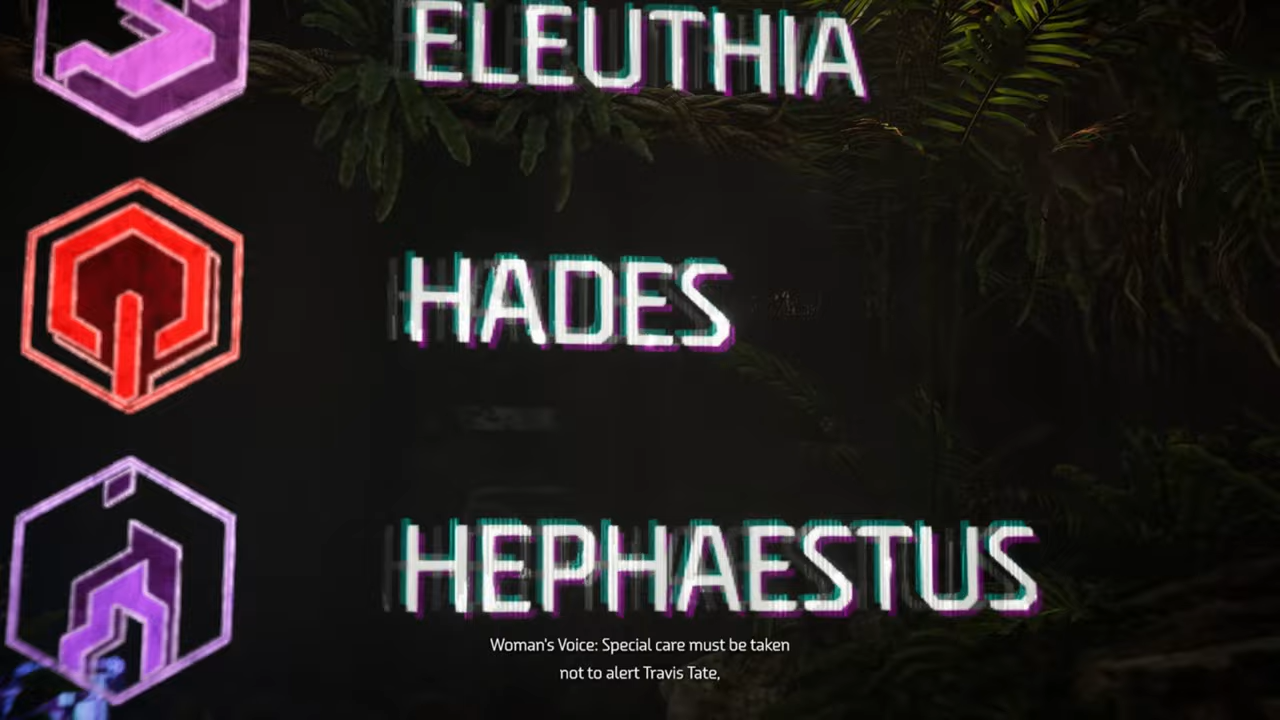 ELEUTHIA
HADES
HEPHAESTUS
Woman's Voice: Special care must be taken
not to alert Travis Tate,